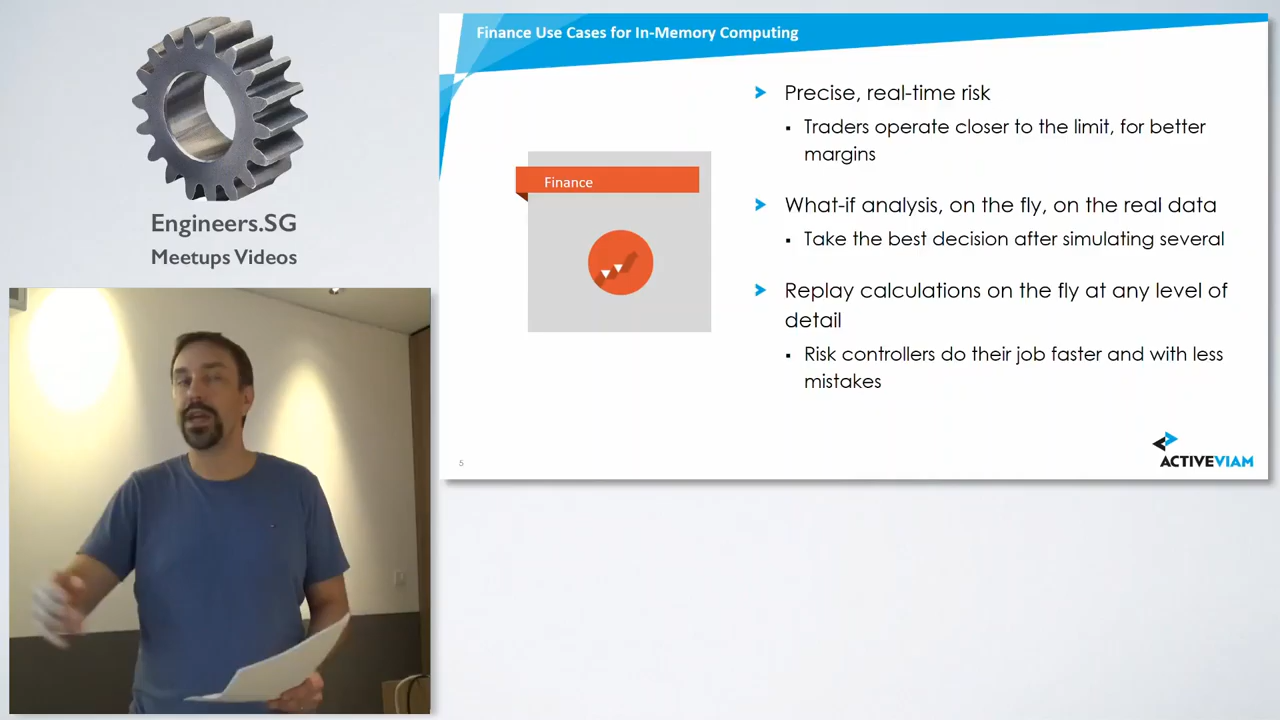 Engineers.SG
Meetups Videos
Finance Use Cases for In-Memory Computing
Finance
Precise, real-time risk
Traders operate closer to the limit, for better
margins
What-if analysis, on the fly, on the real data
Take the best decision after simulating several
Replay calculations on the fly at any level of
detail
Risk controllers do their job faster and with less
mistakes
5
ACTIVEVIAM